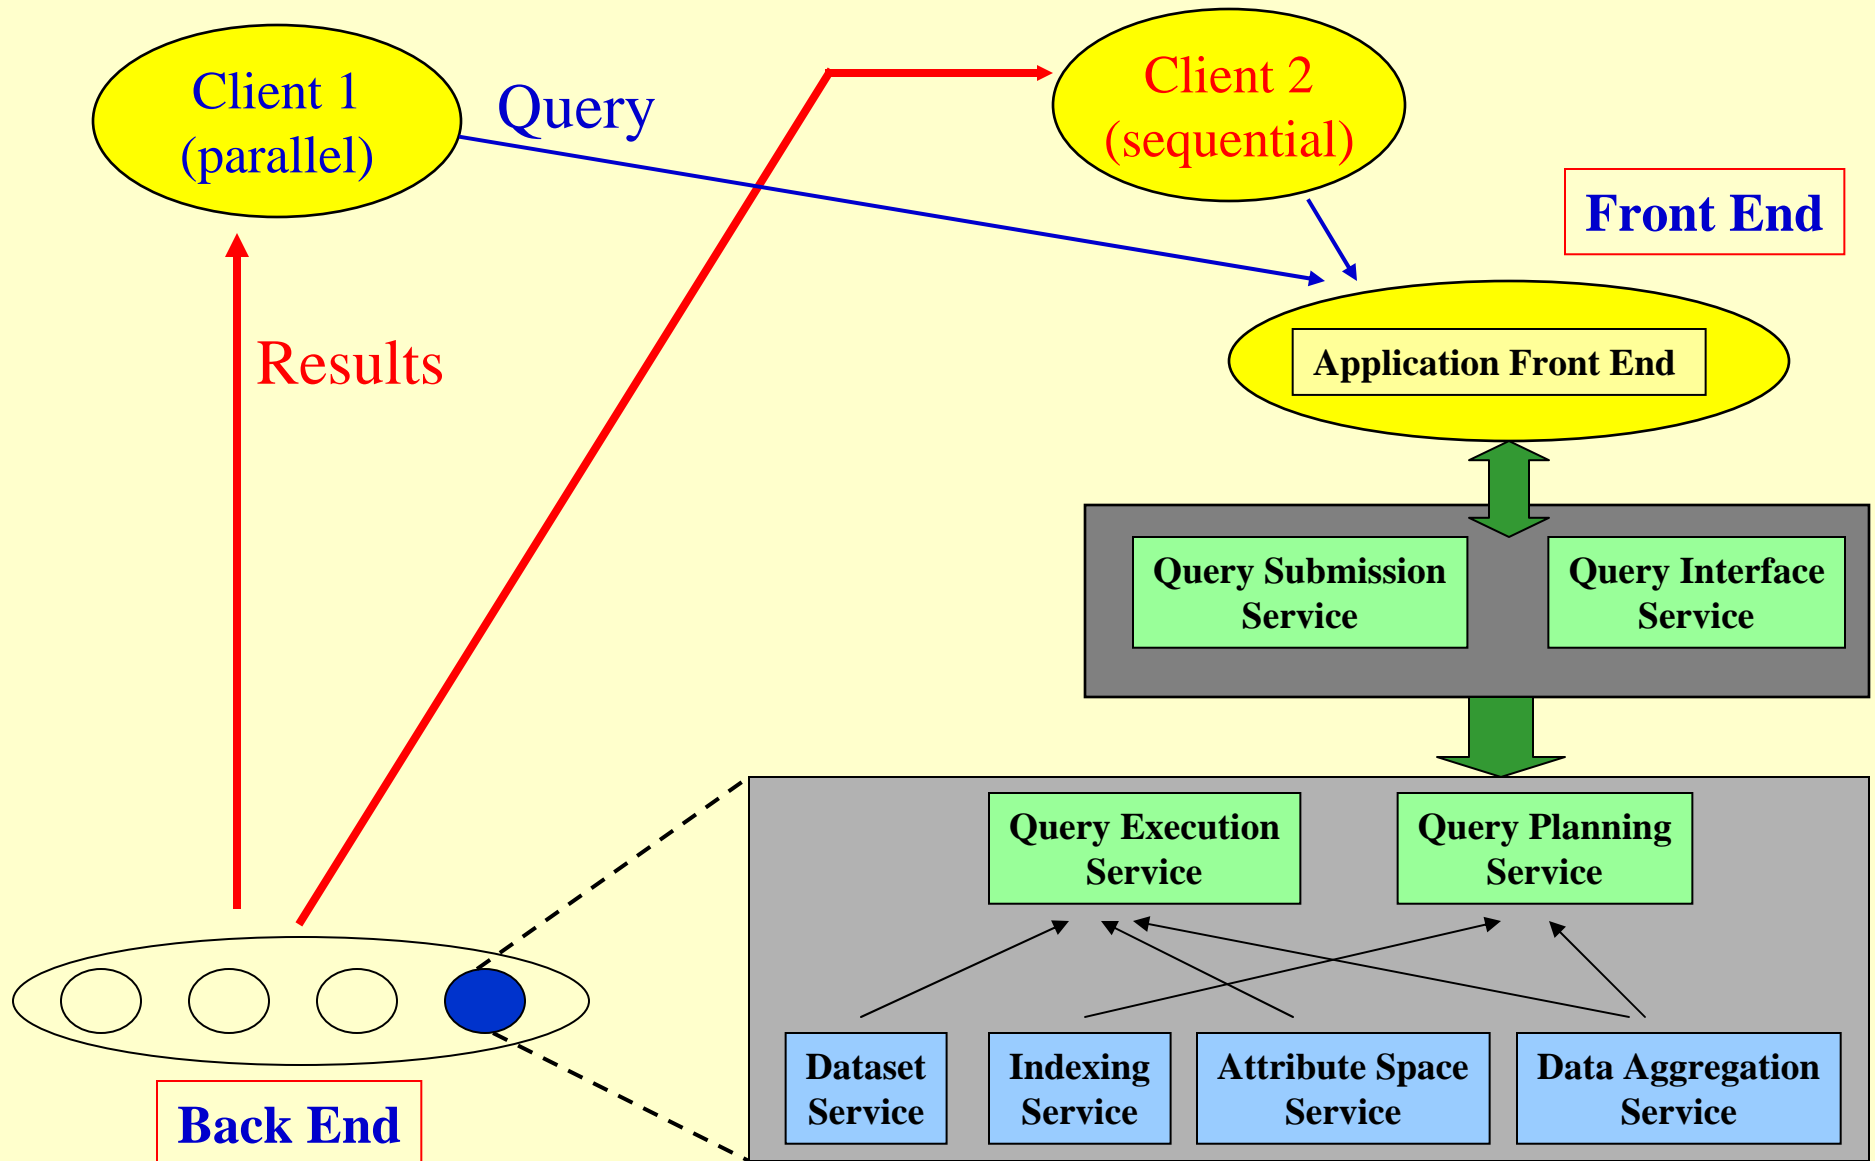 Client 1
(parallel)
Query
Client 2
(sequential)
Front End
Application Front End
Results
Query Submission
Service
Query Interface
Service
Query Execution
Service
Query Planning
Service
Dataset
Service
Indexing
Service
Attribute Space
Service
Data Aggregation
Service
Back End